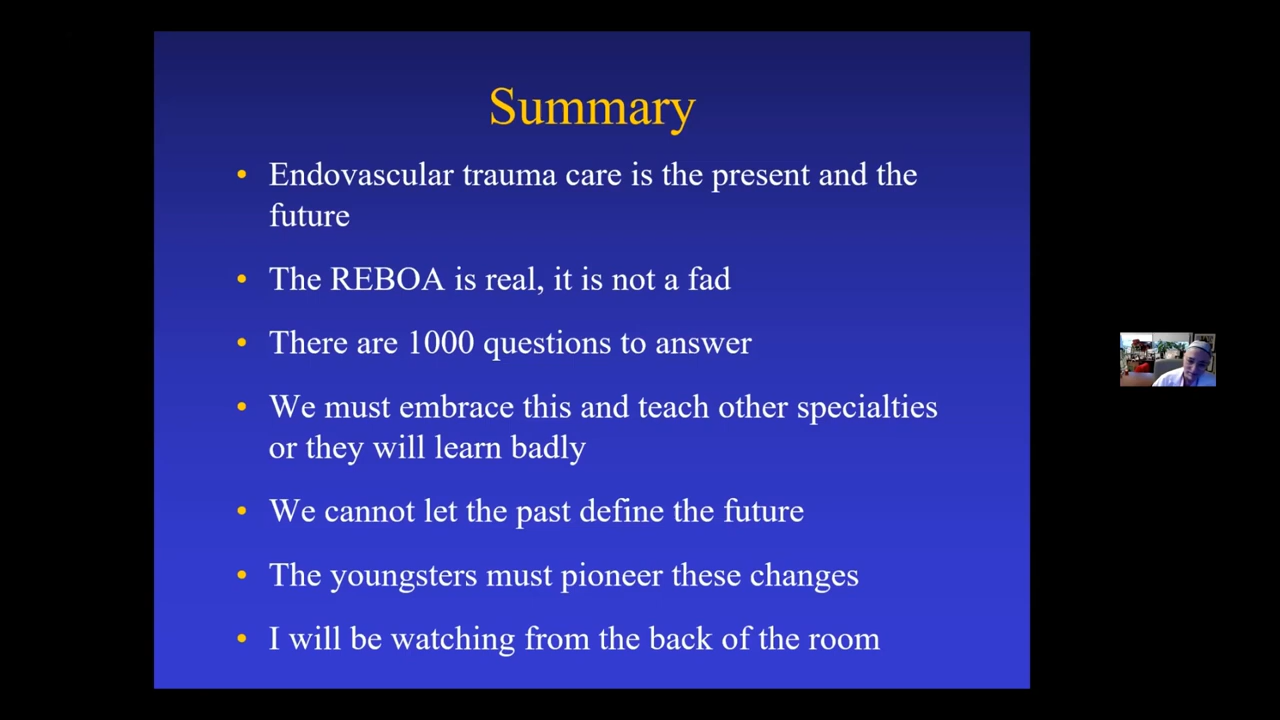 Summary
• Endovascular trauma care is the present and the
future
• The REBOA is real, it is not a fad
• There are 1000 questions to answer
• We must embrace this and teach other specialties
or they will learn badly
• We cannot let the past define the future
• The youngsters must pioneer these changes
• I will be watching from the back of the room